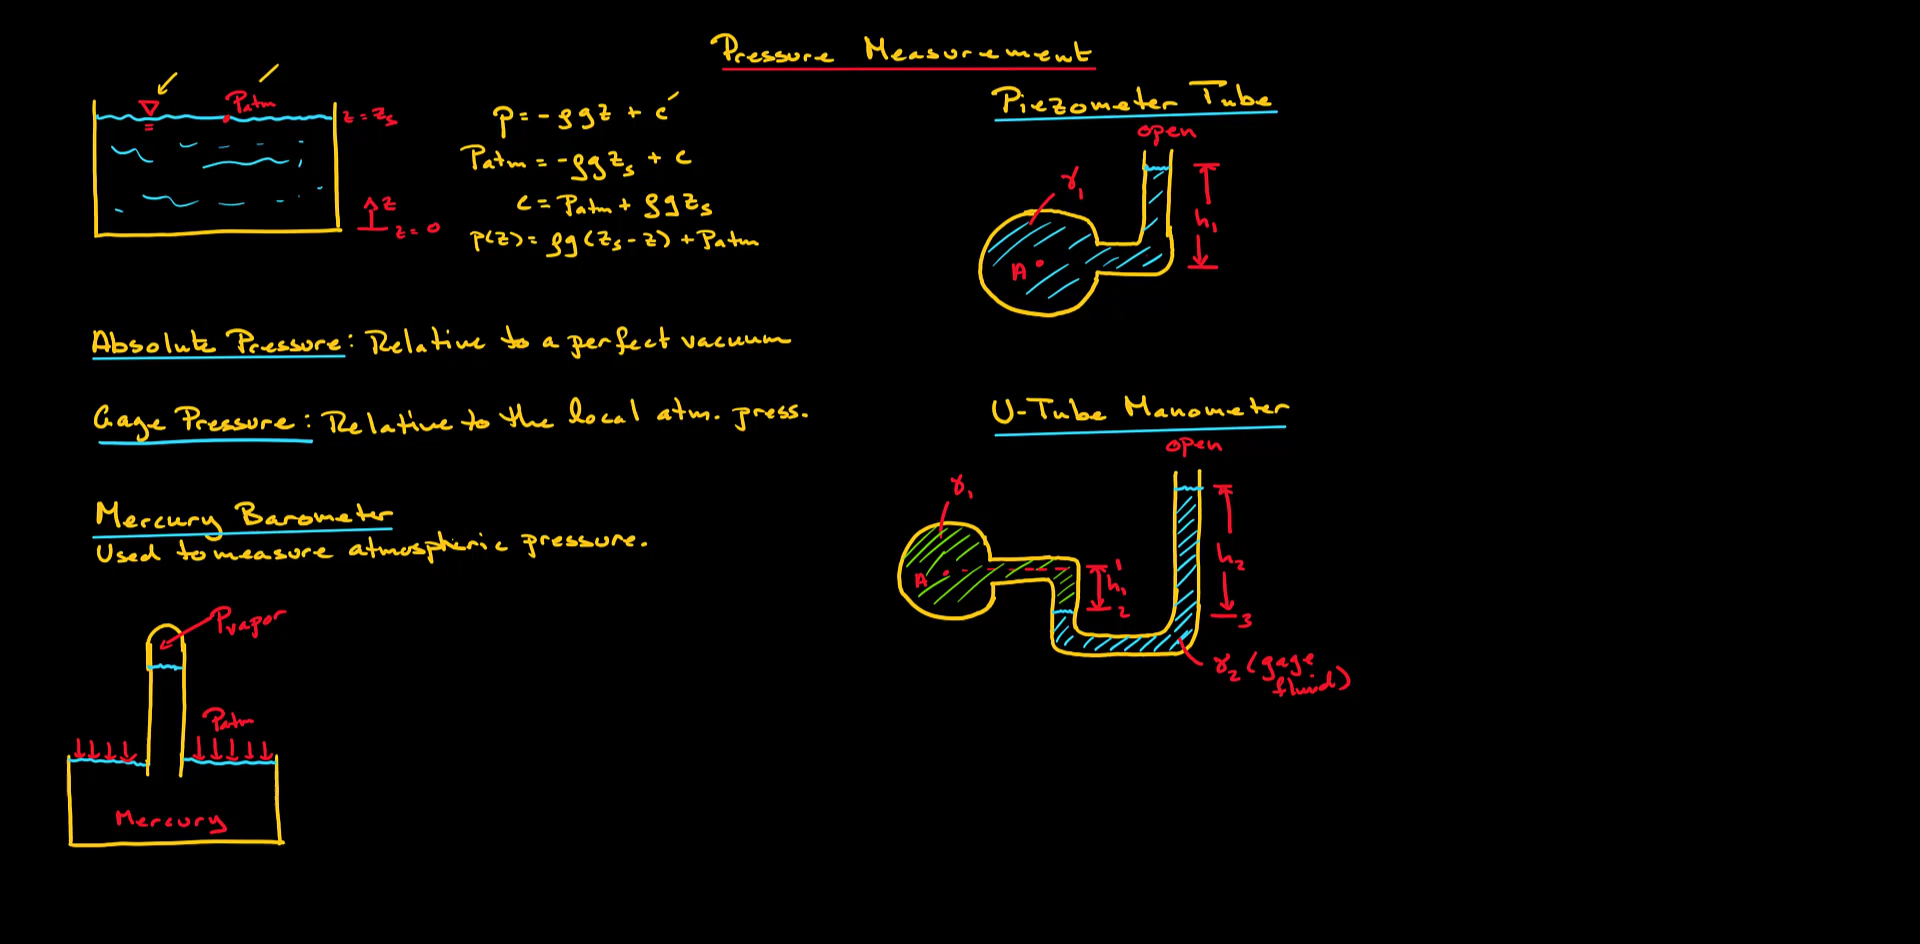 Pressure Measurement
Patm
z = zs
z
z = 0
p = -ρgz + c
Patm = -ρgzs + c
c = Patm + ρgzs
p(z) = ρg(zs - z) + Patm
Absolute Pressure: Relative to a perfect vacuum
Gage Pressure: Relative to the local atm. press.
Mercury Barometer
Used to measure atmospheric pressure.
Pvapor
Patm
Mercury
Piezometer Tube
open
γ1
h1
A
U-Tube Manometer
open
γ1
A
1
h1
2
h2
3
γ2 (gage
fluid)